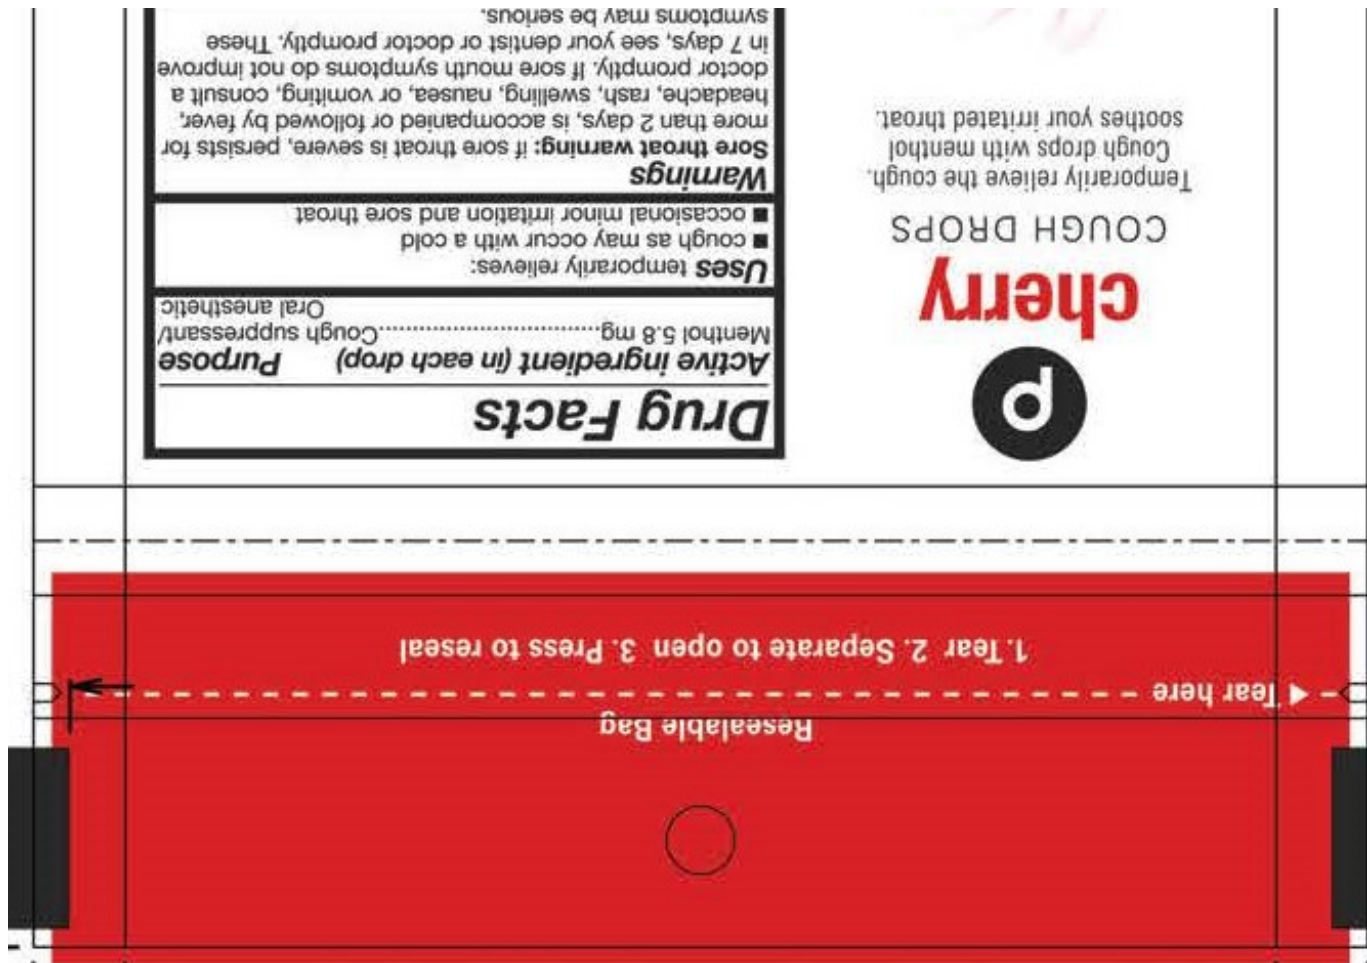 Resealable Bag
Tear here
1. Tear 2. Separate to open 3. Press to reseal
p
cherry
COUGH DROPS
Temporarily relieve the cough.
Cough drops with menthol
soothes your irritated throat.
Drug Facts
Active ingredient (in each drop) Purpose
Menthol 5.8 mg..................................Cough suppressant/
Oral anesthetic
Uses temporarily relieves:
■ cough as may occur with a cold
■ occasional minor irritation and sore throat
Warnings
Sore throat warning: if sore throat is severe, persists for
more than 2 days, is accompanied or followed by fever,
headache, rash, swelling, nausea, or vomiting, consult a
doctor promptly. If sore mouth symptoms do not improve
in 7 days, see your dentist or doctor promptly. These
symptoms may be serious.